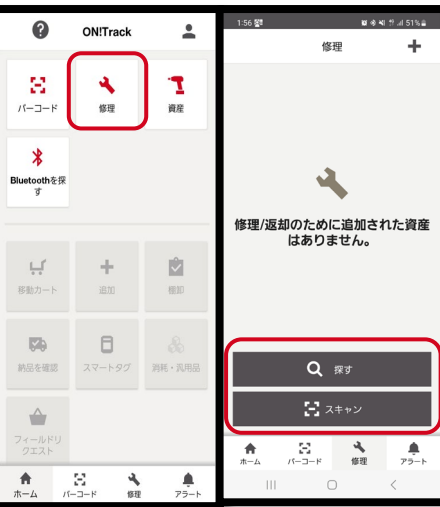 ON!Track
バーコード
修理
資産
Bluetoothを探
す
移動カート
追加
棚卸
納品を確認
スマートタグ
消耗・汎用品
フィールドリ
クエスト
ホーム
バーコード
修理
アラート
1:56
51%
修理
修理/返却のために追加された資産
はありません。
探す
スキャン
ホーム
バーコード
修理
アラート